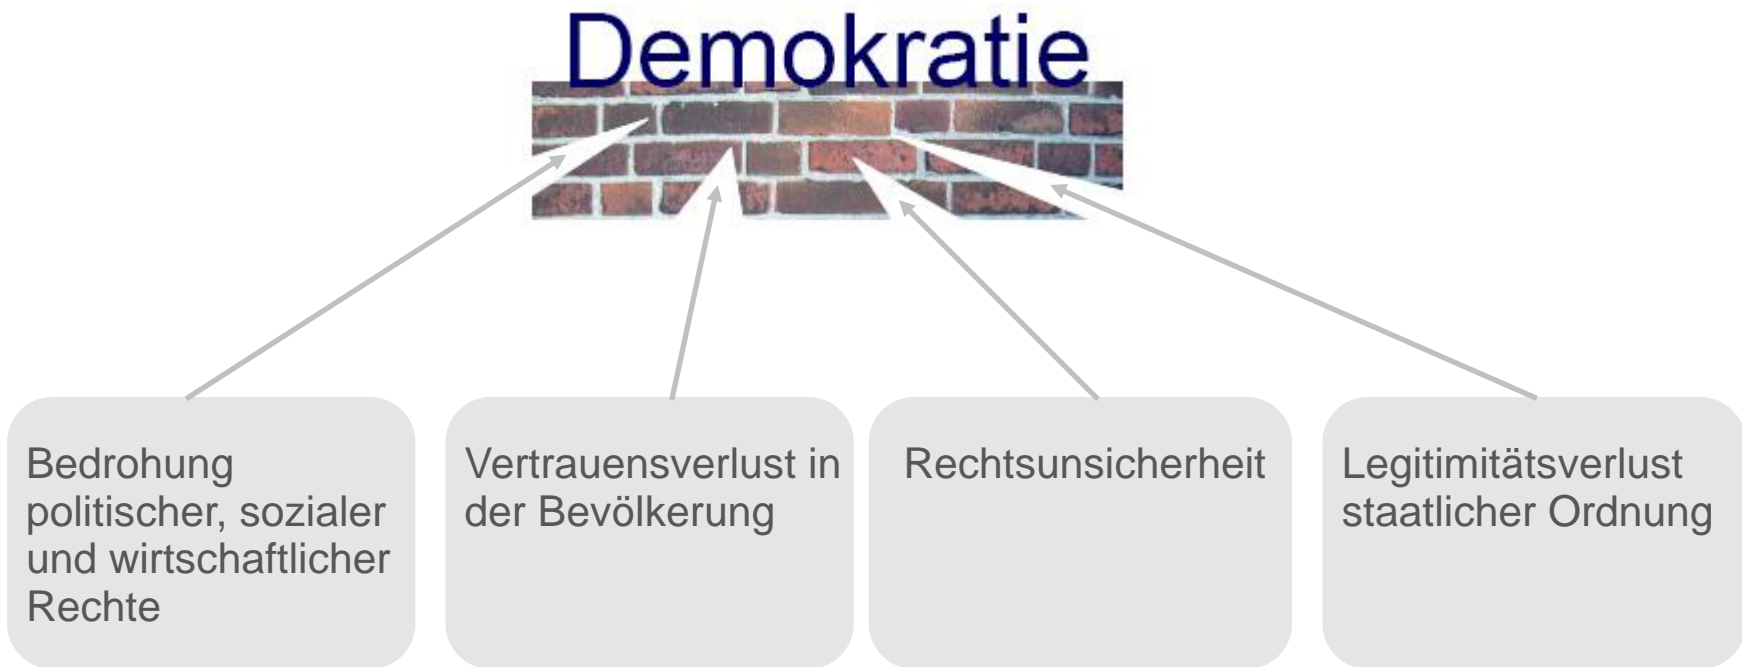 Demokratie
Bedrohung
politischer, sozialer
und wirtschaftlicher
Rechte
Vertrauensverlust in
der Bevölkerung
Rechtsunsicherheit
Legitimitätsverlust
staatlicher Ordnung